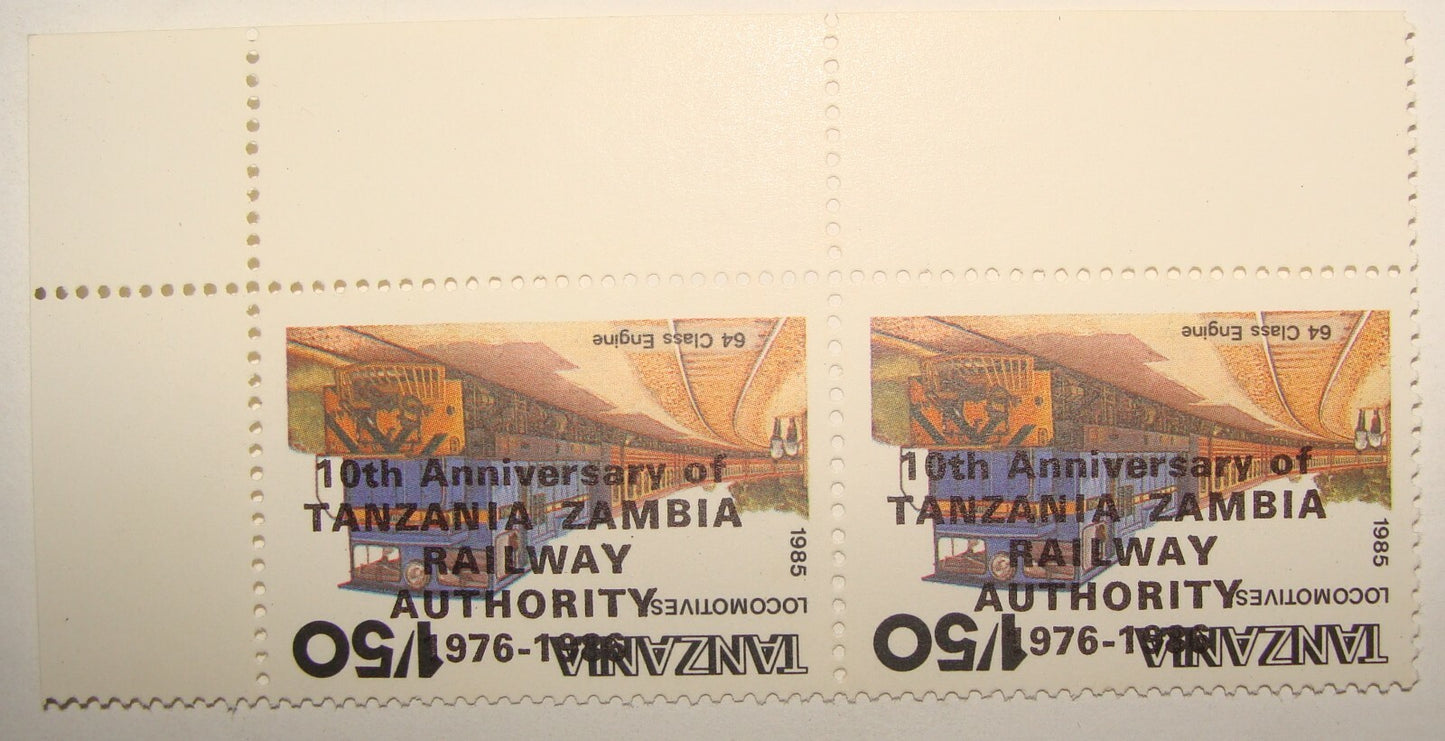 64 Class Engine
10th Anniversary of
TANZANIA ZAMBIA
RAILWAY
AUTHORITY
1976-1986
1985
LOCOMOTIVES
TANZANIA 1/50
64 Class Engine
10th Anniversary of
TANZANIA ZAMBIA
RAILWAY
AUTHORITY
1976-1986
1985
LOCOMOTIVES
TANZANIA 1/50